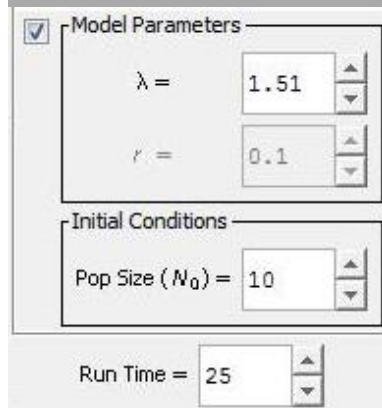 Model Parameters
λ = 1.51
r = 0.1
Initial Conditions
Pop Size (N₀) = 10
Run Time = 25